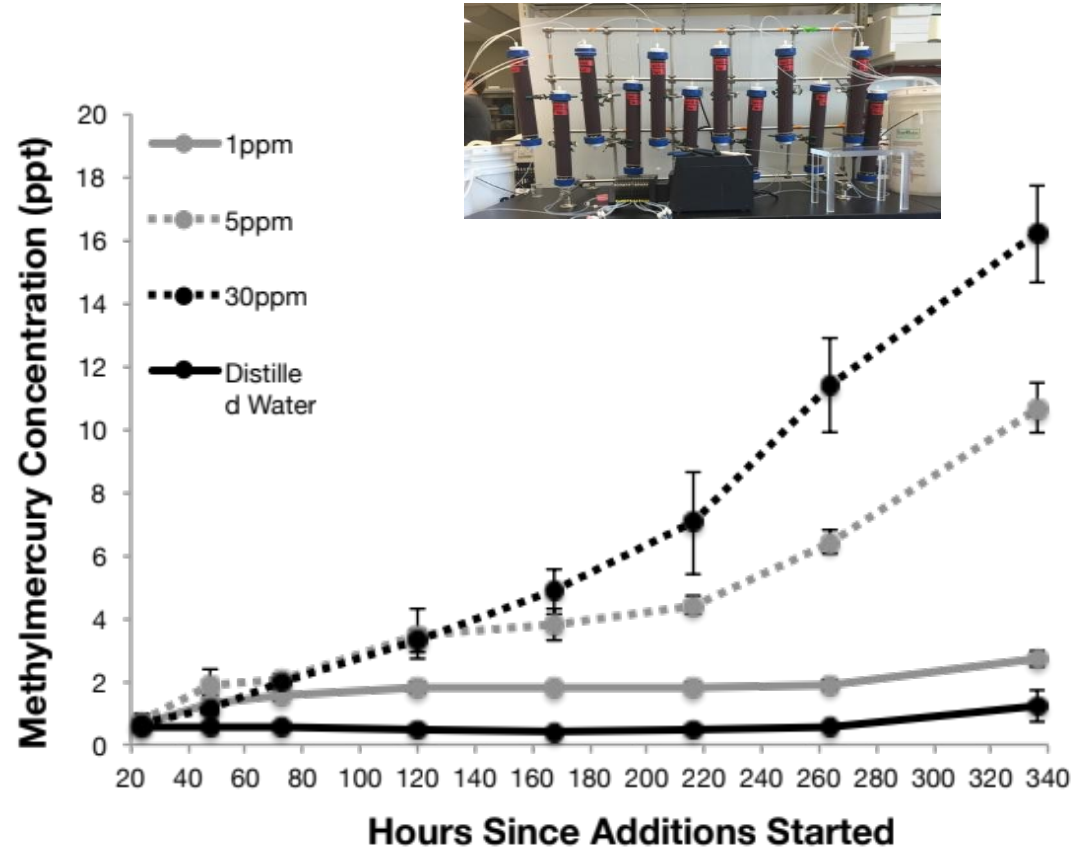 Methylmercury Concentration (ppt)
20
18
16
14
12
10
8
6
4
2
0
1ppm
5ppm
30ppm
Distille
d Water
20 40 60 80 100 120 140 160 180 200 220 240 260 280 300 320 340
Hours Since Additions Started